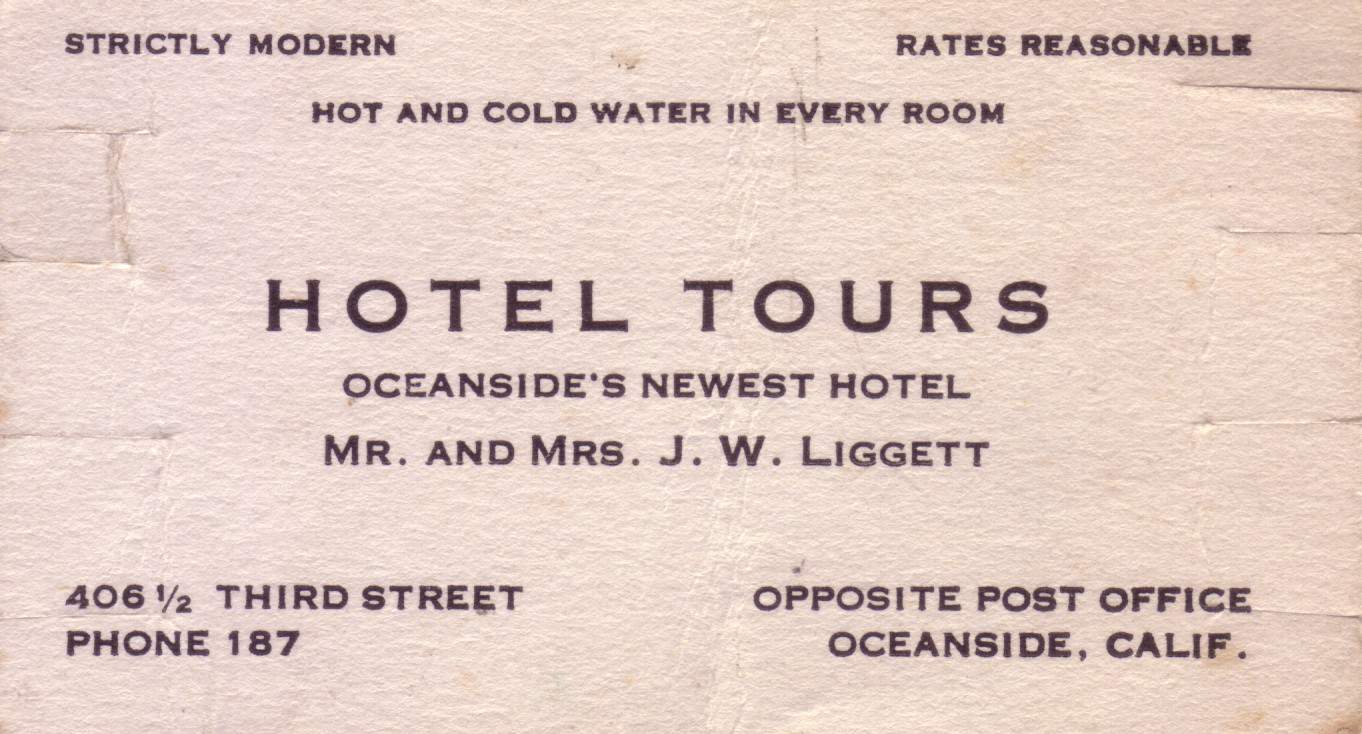 STRICTLY MODERN RATES REASONABLE
HOT AND COLD WATER IN EVERY ROOM
HOTEL TOURS
OCEANSIDE'S NEWEST HOTEL
MR. AND MRS. J. W. LIGGETT
406 ½ THIRD STREET OPPOSITE POST OFFICE
PHONE 187 OCEANSIDE, CALIF.